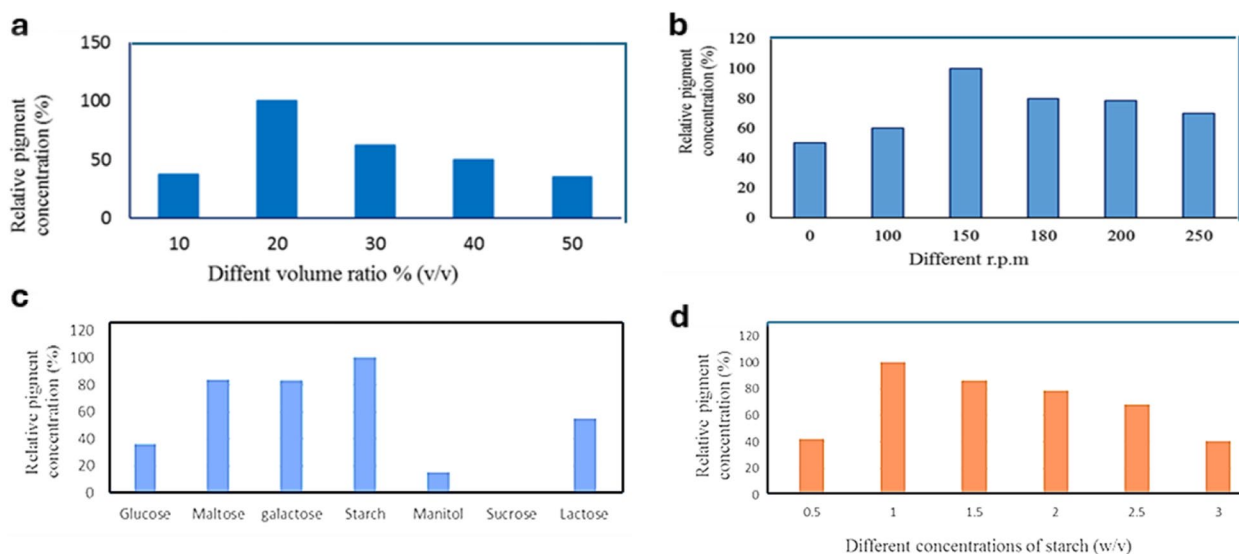 a
150
100
50
0
Relative pigment
concentration (%)
10 20 30 40 50
Diffent volume ratio % (v/v)
b
120
100
80
60
40
20
0
Relative pigment
concentration (%)
0 100 150 180 200 250
Different r.p.m
c
120
100
80
60
40
20
0
Relative pigment
concentration (%)
Glucose Maltose galactose Starch Manitol Sucrose Lactose
d
120
100
80
60
40
20
0
Relative pigment
concentration (%)
0.5 1 1.5 2 2.5 3
Different concentrations of starch (w/v)